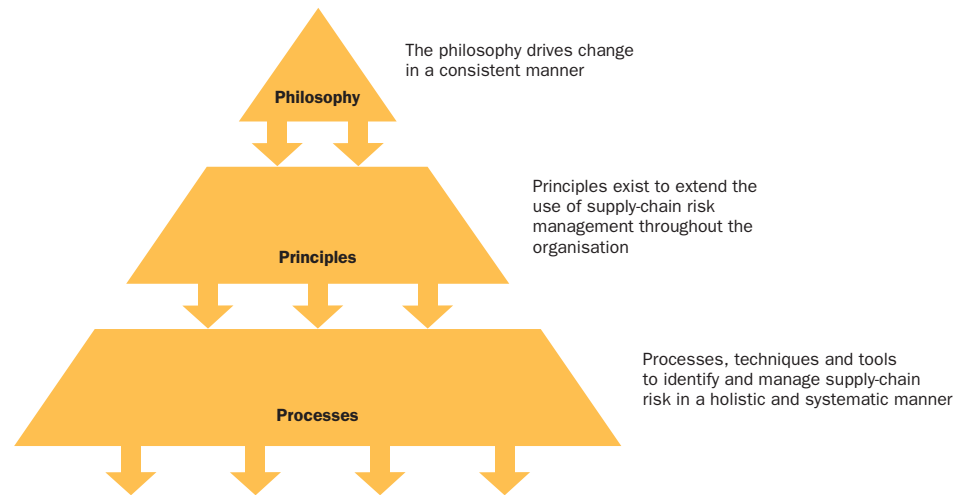 The philosophy drives change
in a consistent manner
Philosophy
Principles exist to extend the
use of supply-chain risk
management throughout the
organisation
Principles
Processes, techniques and tools
to identify and manage supply-chain
risk in a holistic and systematic manner
Processes